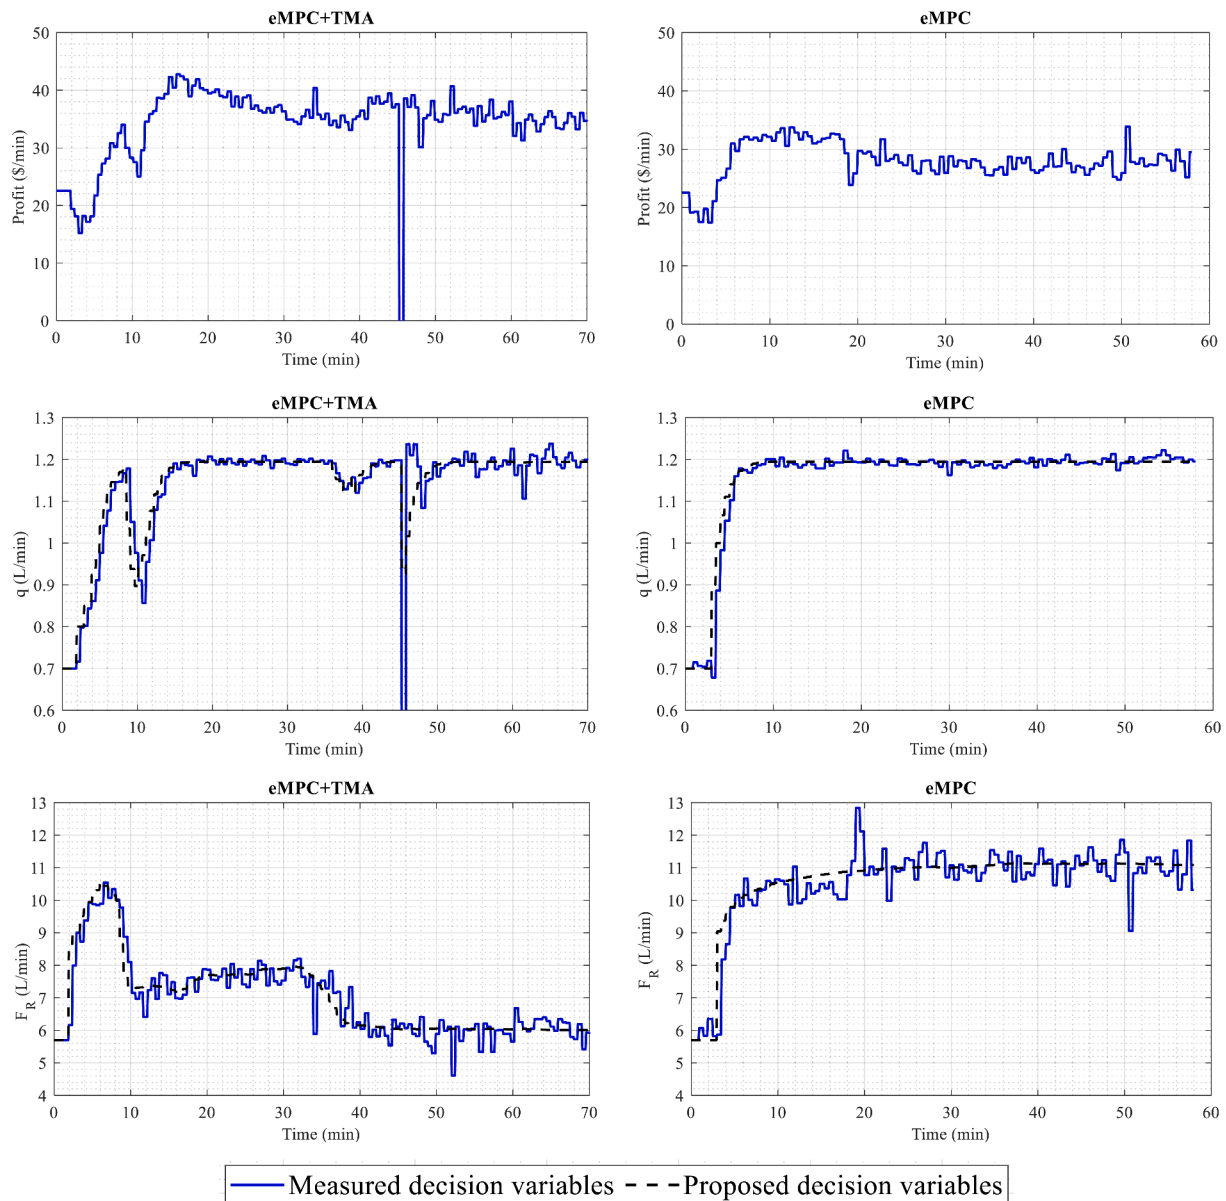 eMPC+TMA
eMPC
50
40
30
20
10
0
Profit ($/min)
0 10 20 30 40 50 60 70
Time (min)
50
40
30
20
10
0
Profit ($/min)
0 10 20 30 40 50 60
Time (min)
eMPC+TMA
eMPC
1.3
1.2
1.1
1
0.9
0.8
0.7
0.6
q (L/min)
0 10 20 30 40 50 60 70
Time (min)
1.3
1.2
1.1
1
0.9
0.8
0.7
0.6
q (L/min)
0 10 20 30 40 50 60
Time (min)
eMPC+TMA
eMPC
13
12
11
10
9
8
7
6
5
4
F_R (L/min)
0 10 20 30 40 50 60 70
Time (min)
13
12
11
10
9
8
7
6
5
4
F_R (L/min)
0 10 20 30 40 50 60
Time (min)
Measured decision variables Proposed decision variables